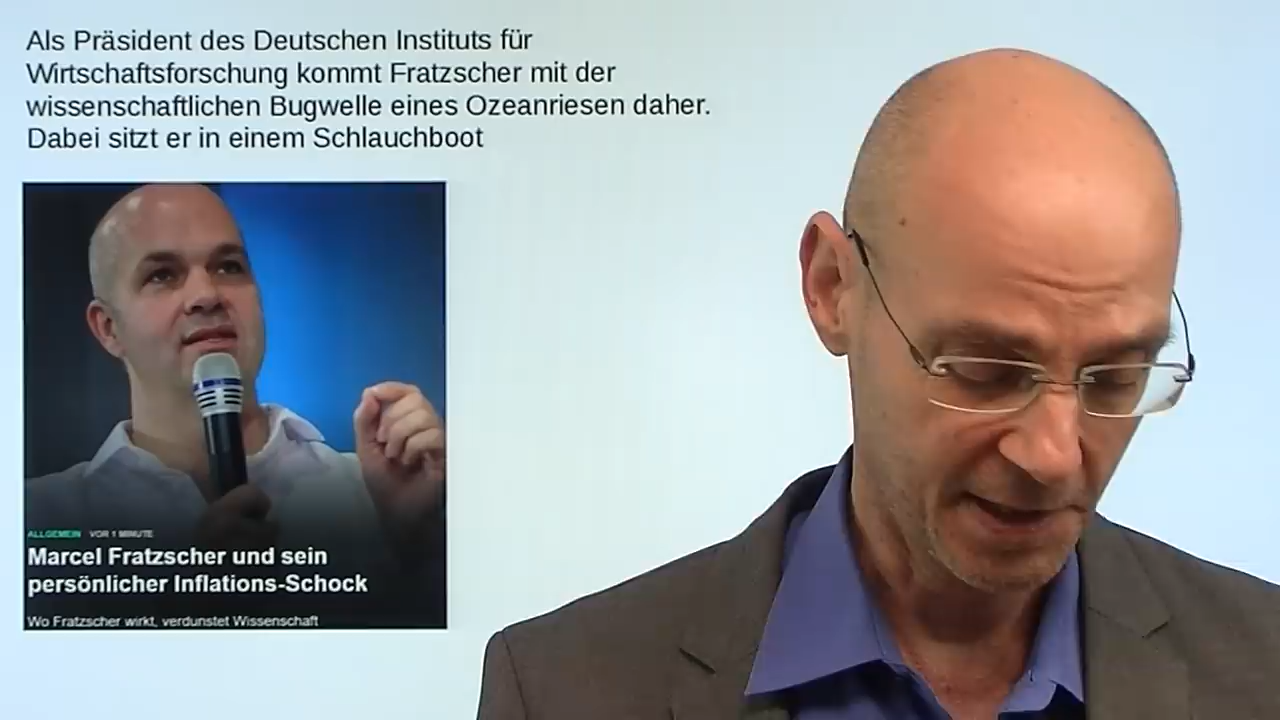 Als Präsident des Deutschen Instituts für
Wirtschaftsforschung kommt Fratzscher mit der
wissenschaftlichen Bugwelle eines Ozeanriesen daher.
Dabei sitzt er in einem Schlauchboot
ALLGEMEIN VOR 1 MINUTE
Marcel Fratzscher und sein
persönlicher Inflations-Schock
Wo Fratzscher wirkt, verdunstet Wissenschaft